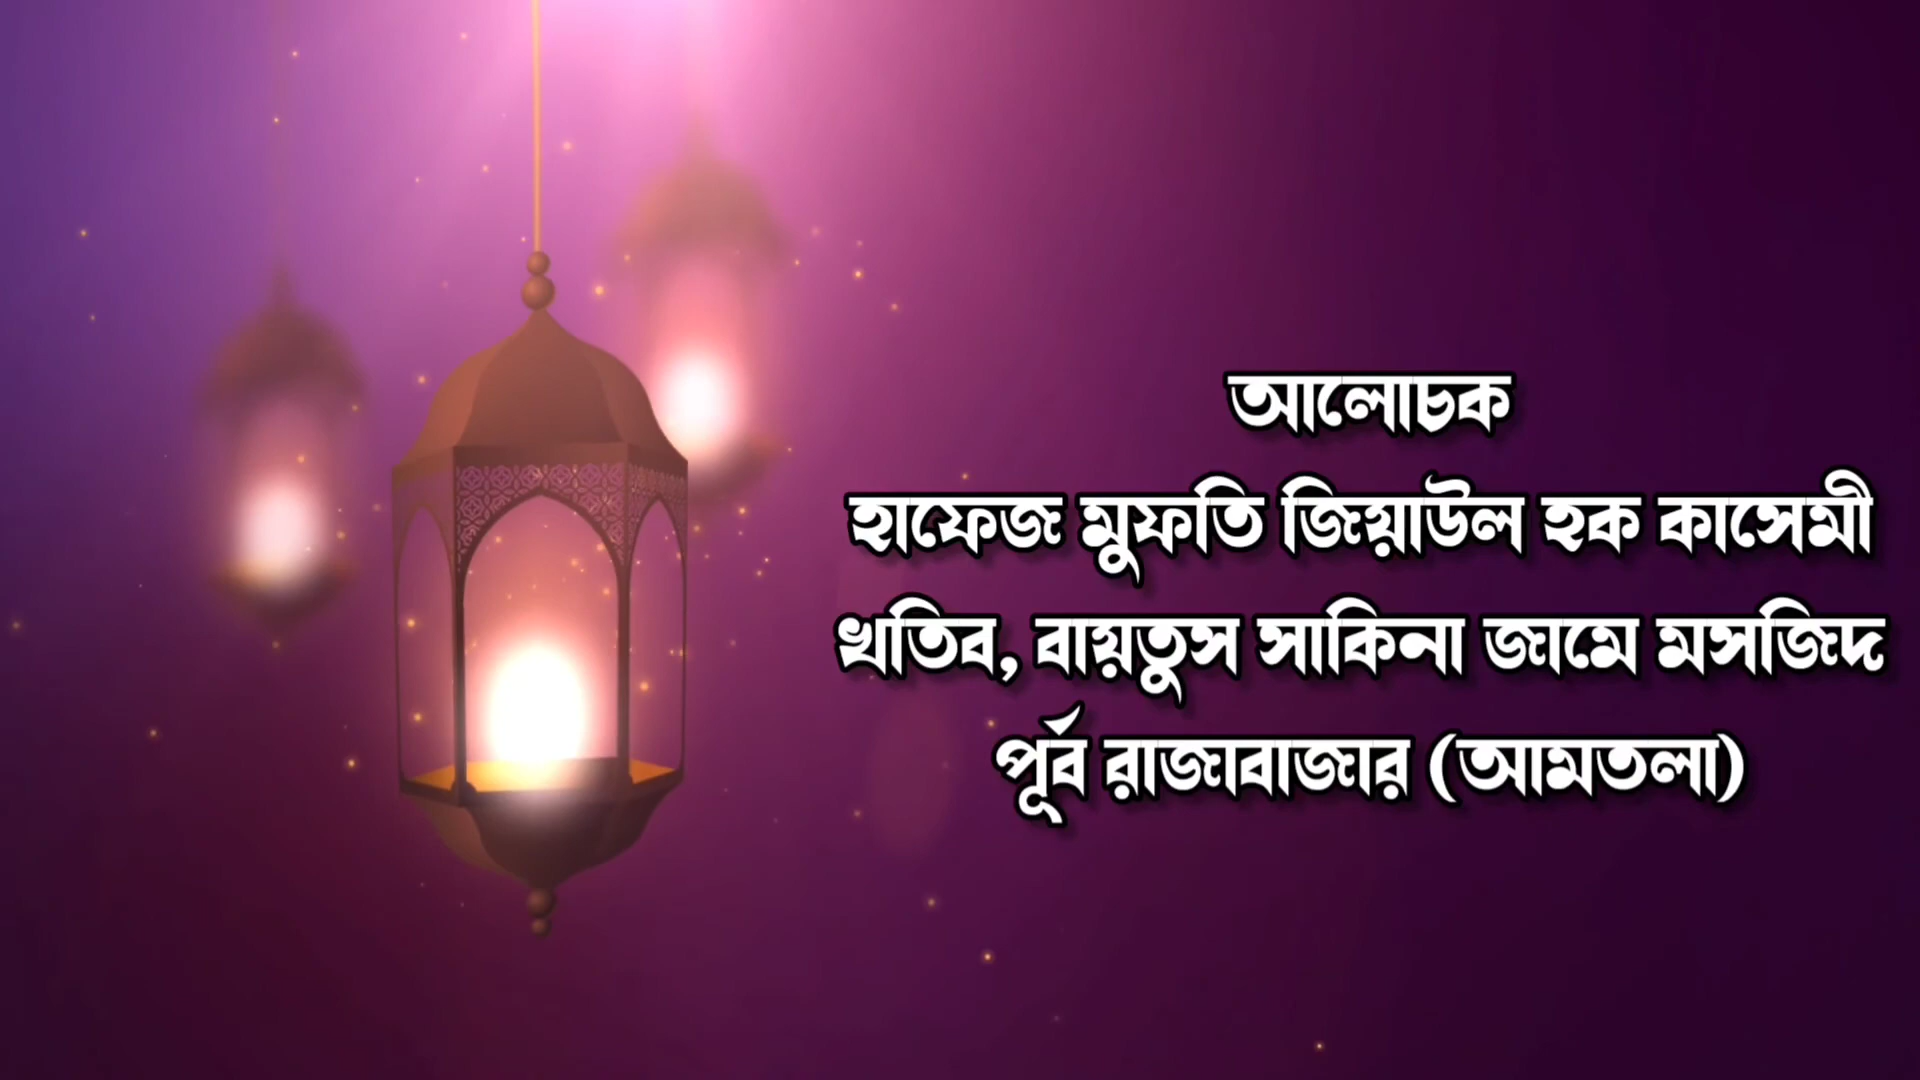 আলোচক
হাফেজ মুফতি জিয়াউল হক কাসেমী
খতিব, বায়তুস সাকিনা জামে মসজিদ
পূর্ব রাজাবাজার (আমতলা)